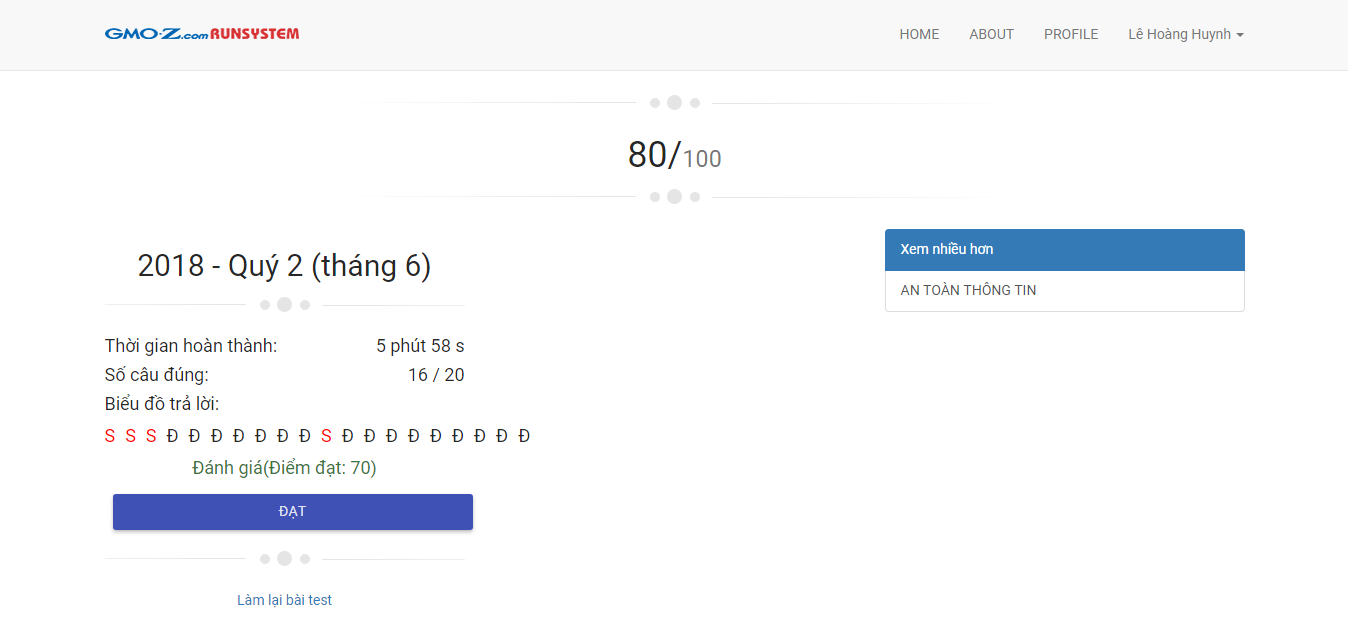 GMO-Z.com RUNSYSTEM
HOME ABOUT PROFILE Lê Hoàng Huynh
80/100
2018 - Quý 2 (tháng 6)
Thời gian hoàn thành: 5 phút 58 s
Số câu đúng: 16 / 20
Biểu đồ trả lời:
S S S Đ Đ Đ Đ Đ Đ Đ S Đ Đ Đ Đ Đ Đ Đ Đ Đ
Đánh giá(Điểm đạt: 70)
ĐẠT
Làm lại bài test
Xem nhiều hơn
AN TOÀN THÔNG TIN